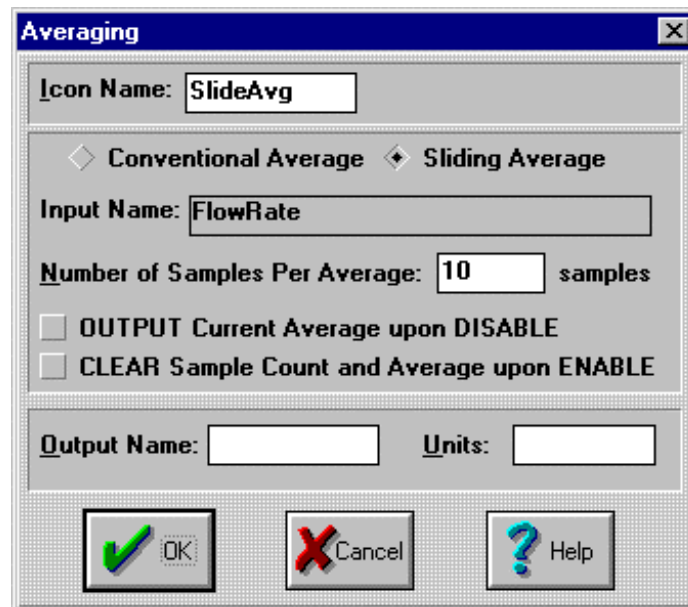 Averaging
Icon Name: SlideAvg
Conventional Average Sliding Average
Input Name: FlowRate
Number of Samples Per Average: 10 samples
OUTPUT Current Average upon DISABLE
CLEAR Sample Count and Average upon ENABLE
Output Name: Units:
OK Cancel Help